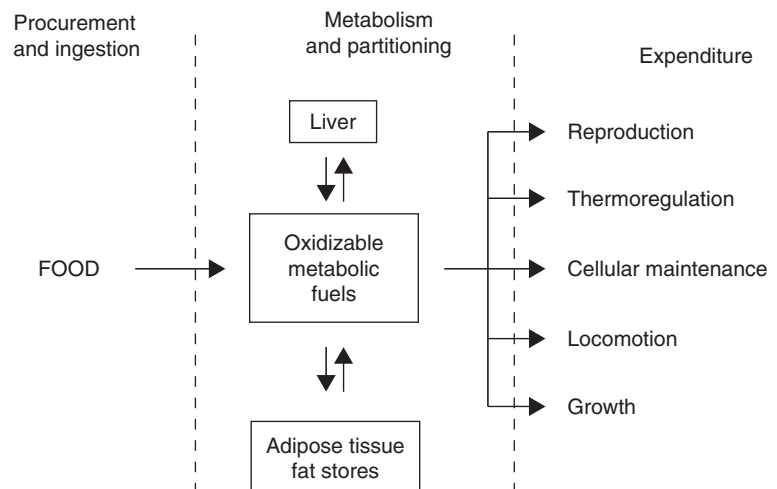 Procurement
and ingestion
Metabolism
and partitioning
Expenditure
Liver
Oxidizable
metabolic
fuels
FOOD
Adipose tissue
fat stores
Reproduction
Thermoregulation
Cellular maintenance
Locomotion
Growth